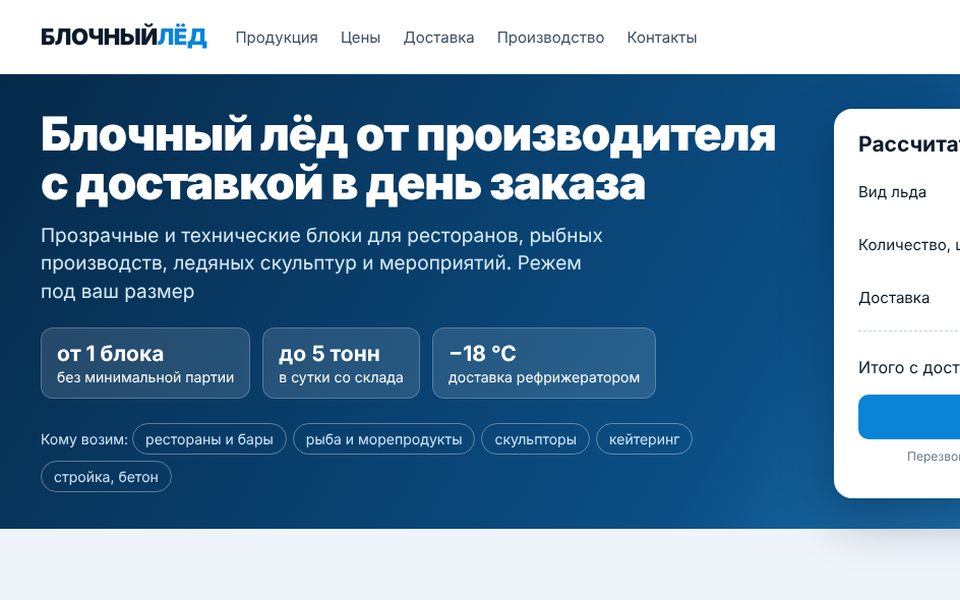 БЛОЧНЫЙЛЁД
Продукция
Цены
Доставка
Производство
Контакты
Блочный лёд от производителя
с доставкой в день заказа
Прозрачные и технические блоки для ресторанов, рыбных
производств, ледяных скульптур и мероприятий. Режем
под ваш размер
от 1 блока
без минимальной партии
до 5 тонн
в сутки со склада
−18 °C
доставка рефрижератором
Кому возим: рестораны и бары рыба и морепродукты скульпторы кейтеринг
стройка, бетон
Вид льда
Количество,
Доставка
Итого с